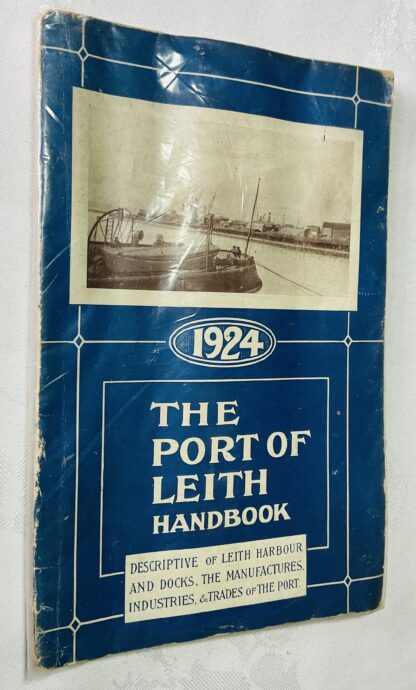 1924
THE
PORT OF
LEITH
HANDBOOK
DESCRIPTIVE OF LEITH HARBOUR
AND DOCKS, THE MANUFACTURES,
INDUSTRIES, & TRADES OF THE PORT.